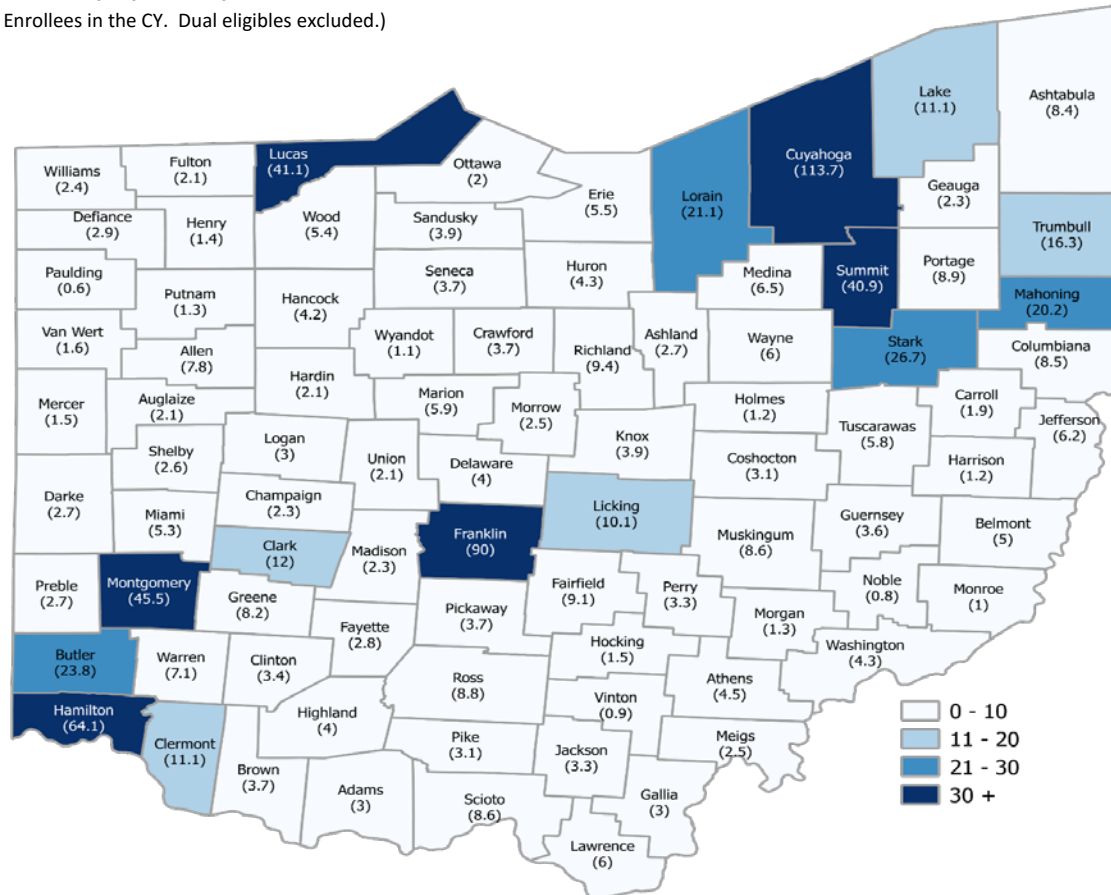 Enrollees in the CY.  Dual eligibles excluded.)
Lake
(11.1)
Ashtabula
(8.4)
Lucas
(41.1)
Cuyahoga
(113.7)
Williams
(2.4)
Fulton
(2.1)
Ottawa
(2)
Erie
(5.5)
Lorain
(21.1)
Geauga
(2.3)
Defiance
(2.9)
Henry
(1.4)
Wood
(5.4)
Sandusky
(3.9)
Trumbull
(16.3)
Paulding
(0.6)
Putnam
(1.3)
Hancock
(4.2)
Seneca
(3.7)
Huron
(4.3)
Medina
(6.5)
Summit
(40.9)
Portage
(8.9)
Mahoning
(20.2)
Van Wert
(1.6)
Allen
(7.8)
Wyandot
(1.1)
Crawford
(3.7)
Richland
(9.4)
Ashland
(2.7)
Wayne
(6)
Stark
(26.7)
Columbiana
(8.5)
Mercer
(1.5)
Auglaize
(2.1)
Hardin
(2.1)
Marion
(5.9)
Morrow
(2.5)
Holmes
(1.2)
Carroll
(1.9)
Jefferson
(6.2)
Shelby
(2.6)
Logan
(3)
Union
(2.1)
Delaware
(4)
Knox
(3.9)
Coshocton
(3.1)
Tuscarawas
(5.8)
Harrison
(1.2)
Darke
(2.7)
Miami
(5.3)
Champaign
(2.3)
Licking
(10.1)
Muskingum
(8.6)
Guernsey
(3.6)
Belmont
(5)
Clark
(12)
Madison
(2.3)
Franklin
(90)
Preble
(2.7)
Montgomery
(45.5)
Greene
(8.2)
Fayette
(2.8)
Pickaway
(3.7)
Fairfield
(9.1)
Perry
(3.3)
Morgan
(1.3)
Noble
(0.8)
Monroe
(1)
Butler
(23.8)
Warren
(7.1)
Clinton
(3.4)
Ross
(8.8)
Hocking
(1.5)
Athens
(4.5)
Washington
(4.3)
Hamilton
(64.1)
Clermont
(11.1)
Highland
(4)
Pike
(3.1)
Vinton
(0.9)
Jackson
(3.3)
Meigs
(2.5)
Brown
(3.7)
Adams
(3)
Scioto
(8.6)
Gallia
(3)
Lawrence
(6)
0 - 10
11 - 20
21 - 30
30 +